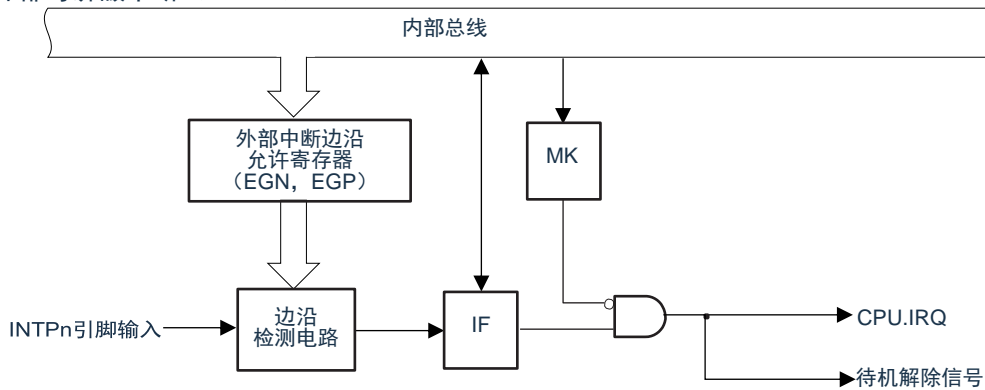 内部总线
外部中断边沿
允许寄存器
（EGN，EGP）
MK
INTPn引脚输入
边沿
检测电路
IF
CPU.IRQ
待机解除信号